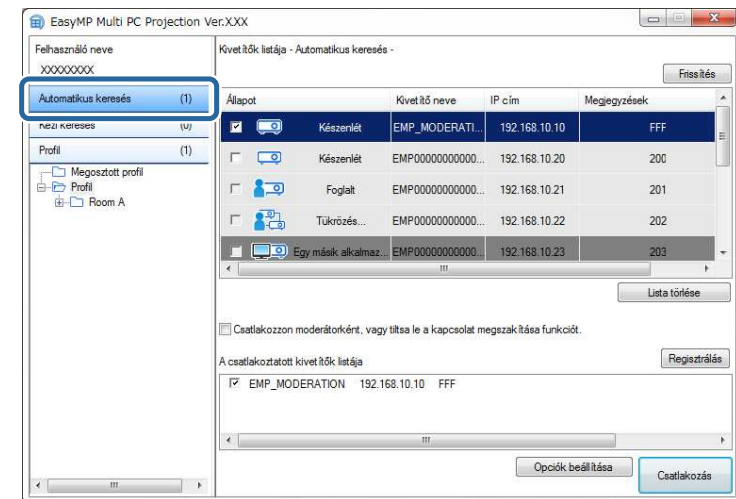 EasyMP Multi PC Projection Ver.X.XX
Felhasználó neve
XXXXXXXX
Automatikus keresés (1)
Kézi keresés (0)
Profil (1)
Megosztott profil
Profil
Room A
Kivetítők listája - Automatikus keresés -
Frissítés
Állapot Kivetítő neve IP cím Megjegyzések
Készenlét EMP_MODERATI... 192.168.10.10 FFF
Készenlét EMP00000000000... 192.168.10.20 200
Foglalt EMP00000000000... 192.168.10.21 201
Tükrözés... EMP00000000000... 192.168.10.22 202
Egy másik alkalmaz... EMP00000000000... 192.168.10.23 203
Lista törlése
Csatlakozzon moderátorként, vagy tiltsa le a kapcsolat megszakítása funkciót.
A csatlakoztatott kivetítők listája
Regisztrálás
EMP_MODERATION 192.168.10.10 FFF
Opciók beállítása
Csatlakozás